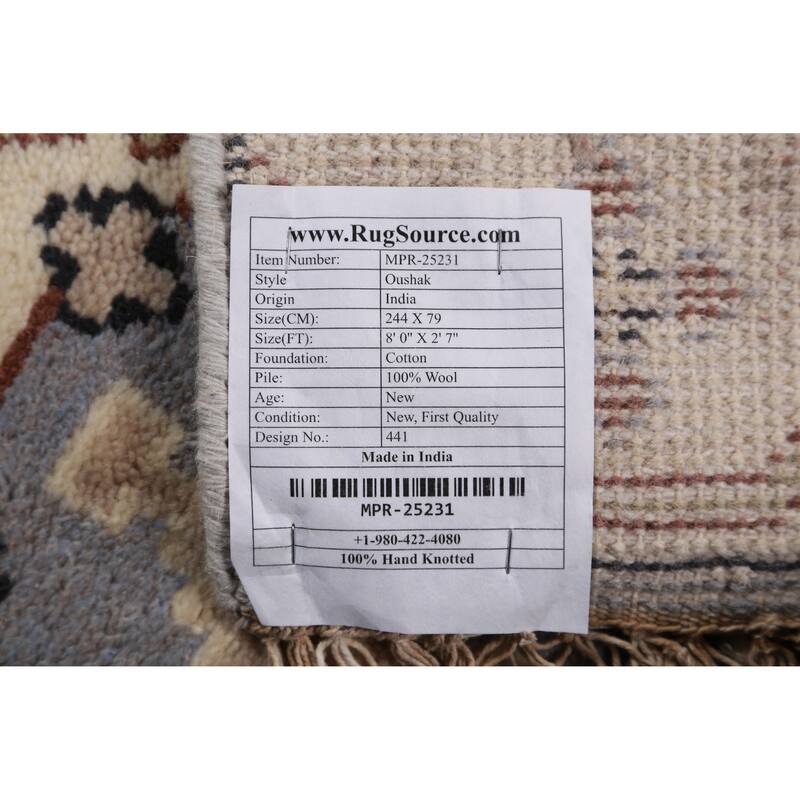 www.RugSource.com
Item Number: MPR-25231
Style Oushak
Origin India
Size(CM): 244 X 79
Size(FT): 8' 0" X 2' 7"
Foundation: Cotton
Pile: 100% Wool
Age: New
Condition: New, First Quality
Design No.: 441
Made in India
MPR-25231
+1-980-422-4080
100% Hand Knotted